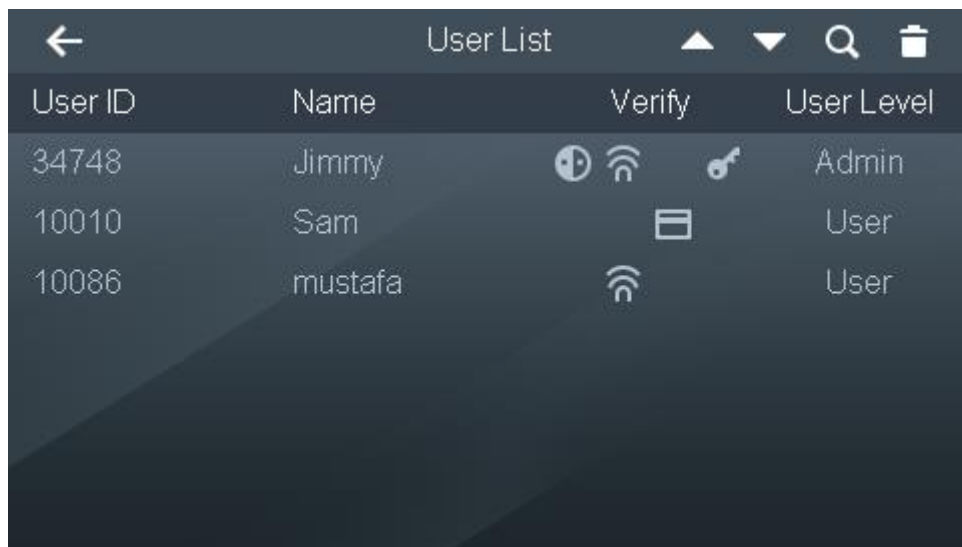 User List
User ID Name Verify User Level
34748 Jimmy Admin
10010 Sam User
10086 mustafa User